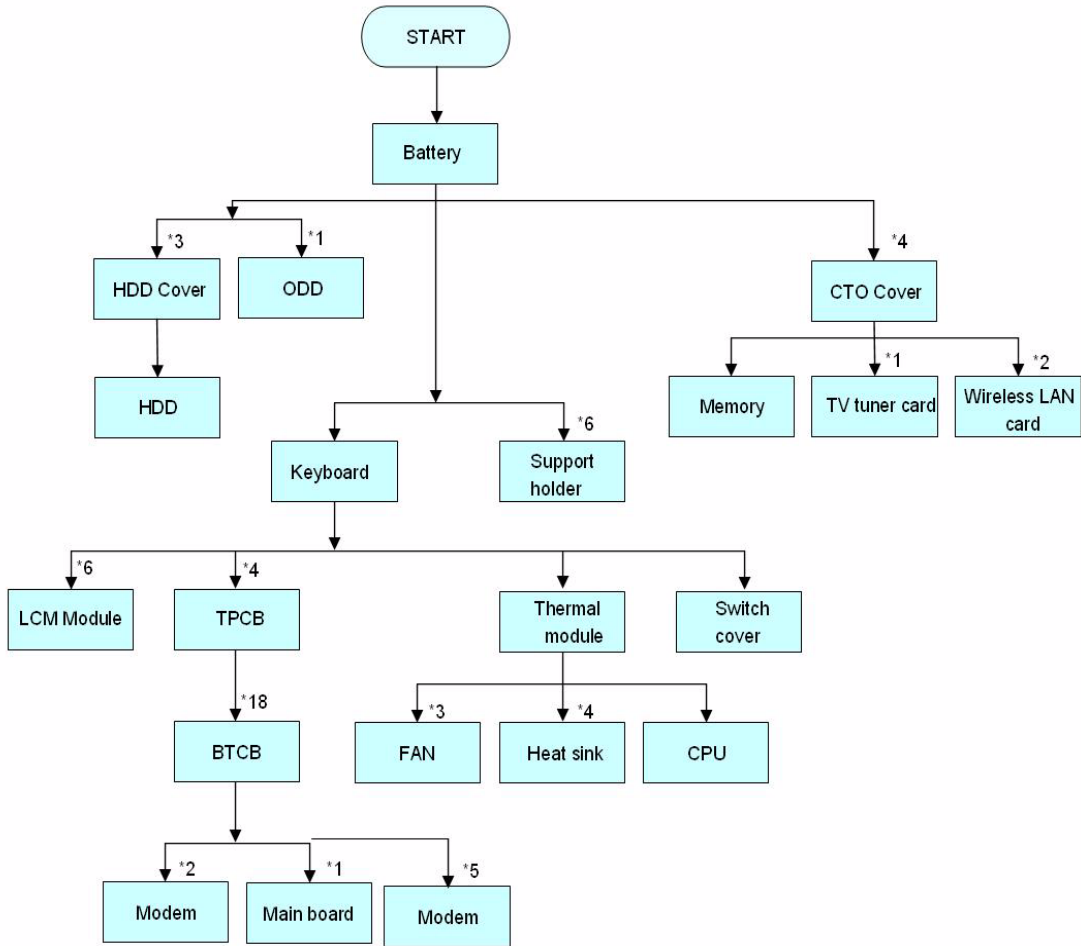 START
Battery
*3
*1
*4
HDD Cover
ODD
CTO Cover
*1
*2
HDD
Memory
TV tuner card
Wireless LAN
card
*6
Keyboard
Support
holder
*6
*4
LCM Module
TPCB
Thermal
module
Switch
cover
*18
*3
*4
BTCB
FAN
Heat sink
CPU
*2
*1
*5
Modem
Main board
Modem